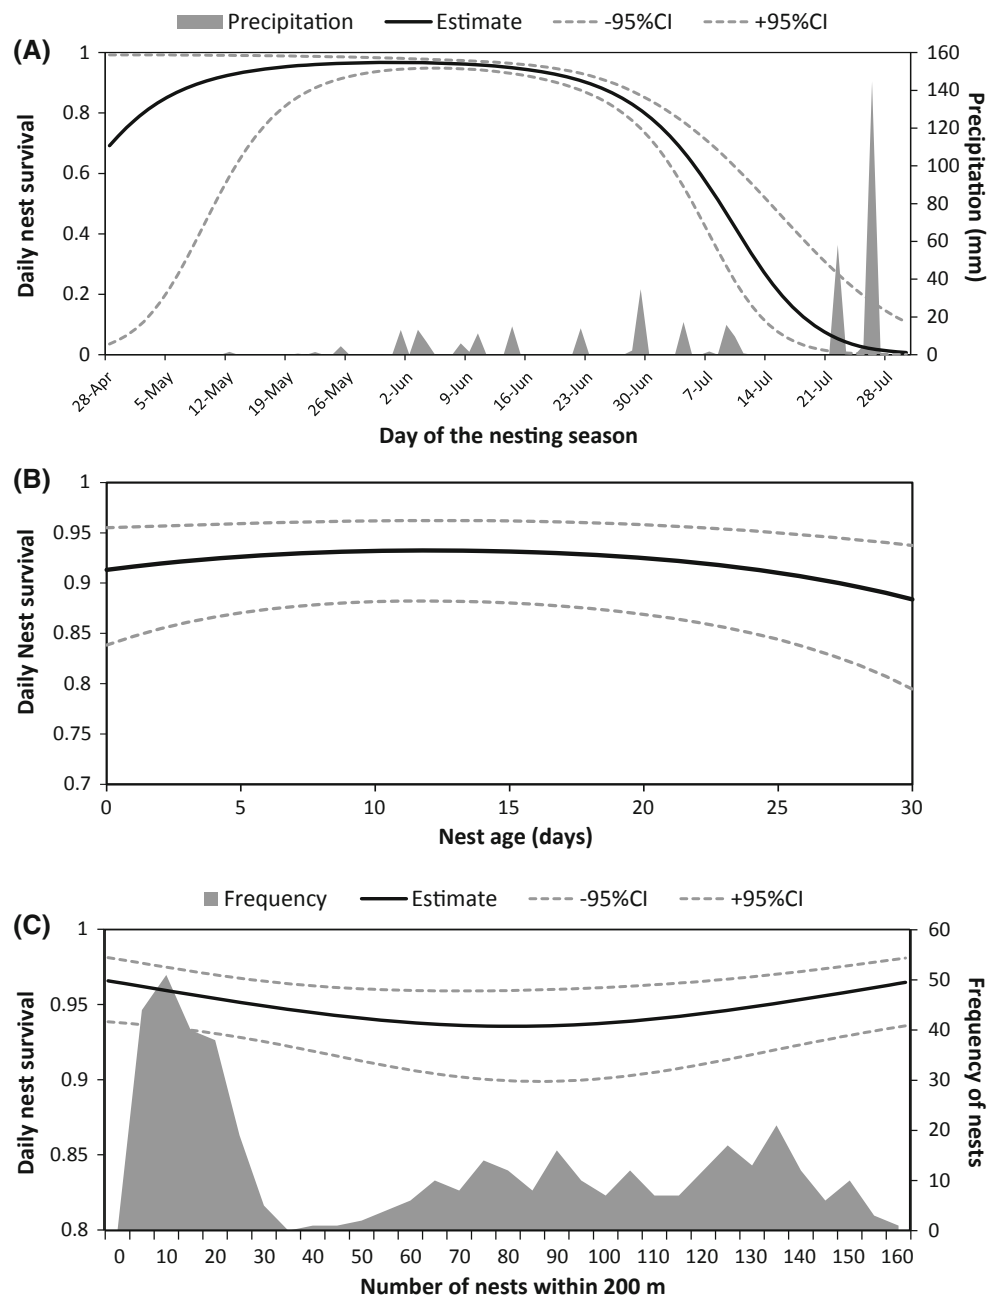 Precipitation Estimate -95%CI +95%CI
(A)
1
0.8
0.6
0.4
0.2
0
Daily nest survival
160
140
120
100
80
60
40
20
0
Precipitation (mm)
28-Apr 5-May 12-May 19-May 26-May 2-Jun 9-Jun 16-Jun 23-Jun 30-Jun 7-Jul 14-Jul 21-Jul 28-Jul
Day of the nesting season
(B)
1
0.95
0.9
0.85
0.8
0.75
0.7
Daily Nest survival
0 5 10 15 20 25 30
Nest age (days)
Frequency Estimate -95%CI +95%CI
(C)
1
0.95
0.9
0.85
0.8
Daily nest survival
60
50
40
30
20
10
0
Frequency of nests
0 10 20 30 40 50 60 70 80 90 100 110 120 130 140 150 160
Number of nests within 200 m